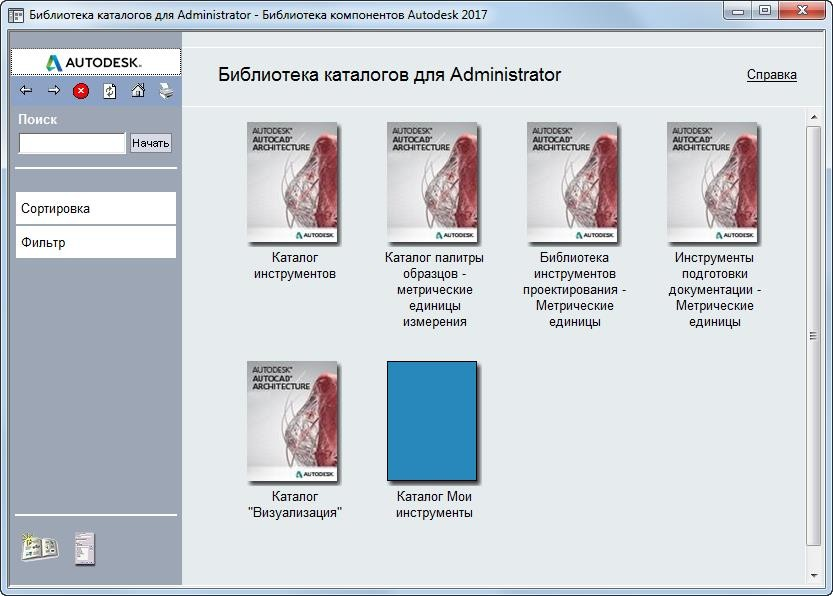 Библиотека каталогов для Administrator - Библиотека компонентов Autodesk 2017
AUTODESK.
Поиск
Начать
Сортировка
Фильтр
Библиотека каталогов для Administrator
Справка
AUTODESK®
AUTOCAD®
ARCHITECTURE
AUTODESK.
Каталог
инструментов
AUTODESK®
AUTOCAD®
ARCHITECTURE
AUTODESK.
Каталог палитры
образцов -
метрические
единицы
измерения
AUTODESK®
AUTOCAD®
ARCHITECTURE
AUTODESK.
Библиотека
инструментов
проектирования -
Метрические
единицы
AUTODESK®
AUTOCAD®
ARCHITECTURE
AUTODESK.
Инструменты
подготовки
документации -
Метрические
единицы
AUTODESK®
AUTOCAD®
ARCHITECTURE
AUTODESK.
Каталог
"Визуализация"
Каталог Мои
инструменты